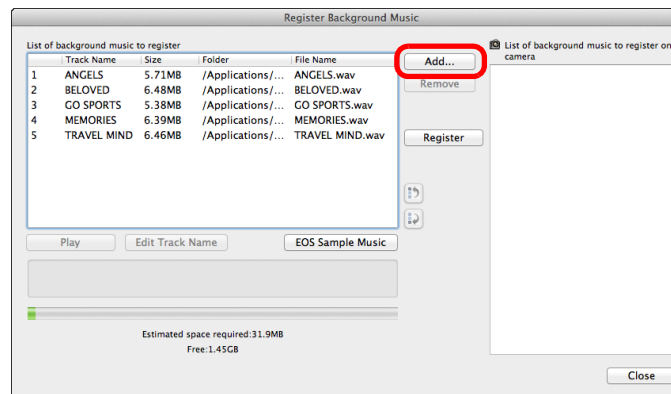 Register Background Music
List of background music to register
Track Name Size Folder File Name
1 ANGELS 5.71MB /Applications/... ANGELS.wav
2 BELOVED 6.48MB /Applications/... BELOVED.wav
3 GO SPORTS 5.38MB /Applications/... GO SPORTS.wav
4 MEMORIES 6.39MB /Applications/... MEMORIES.wav
5 TRAVEL MIND 6.46MB /Applications/... TRAVEL MIND.wav
Add...
Remove
Register
Play Edit Track Name EOS Sample Music
Estimated space required:31.9MB
Free:1.45GB
List of background music to register on
camera
Close